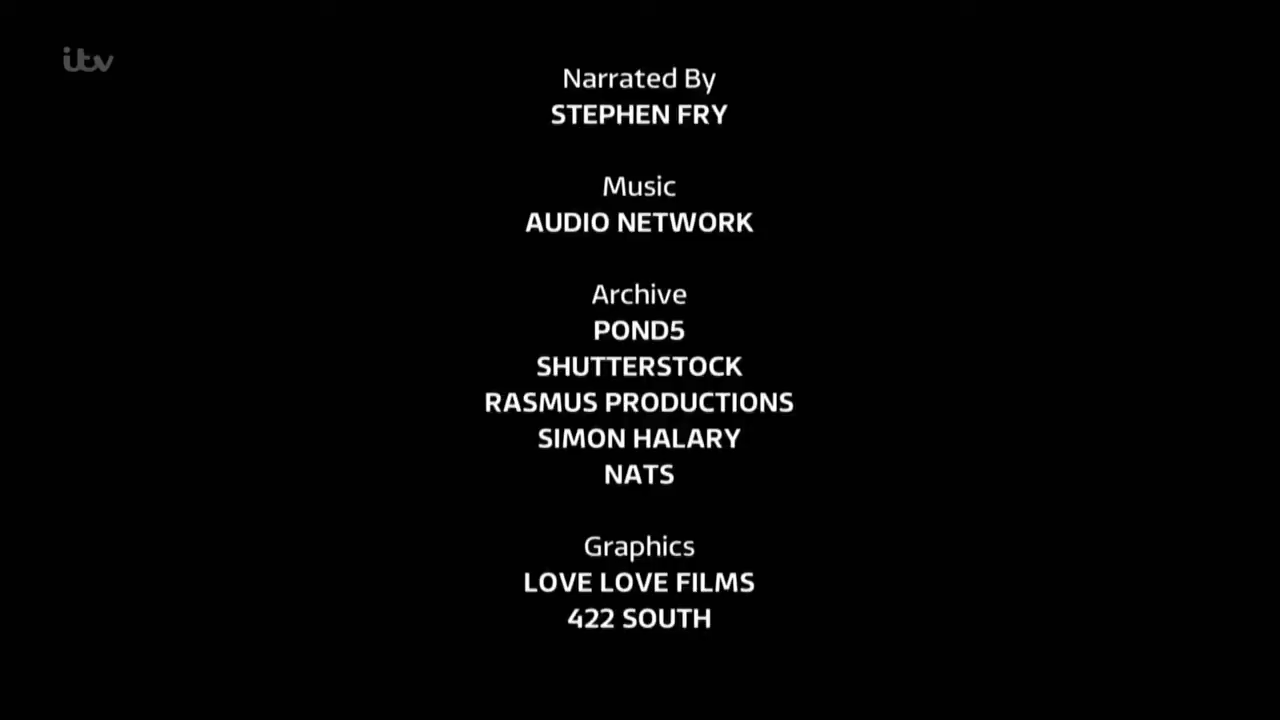 itv
Narrated By
STEPHEN FRY
Music
AUDIO NETWORK
Archive
POND5
SHUTTERSTOCK
RASMUS PRODUCTIONS
SIMON HALARY
NATS
Graphics
LOVE LOVE FILMS
422 SOUTH